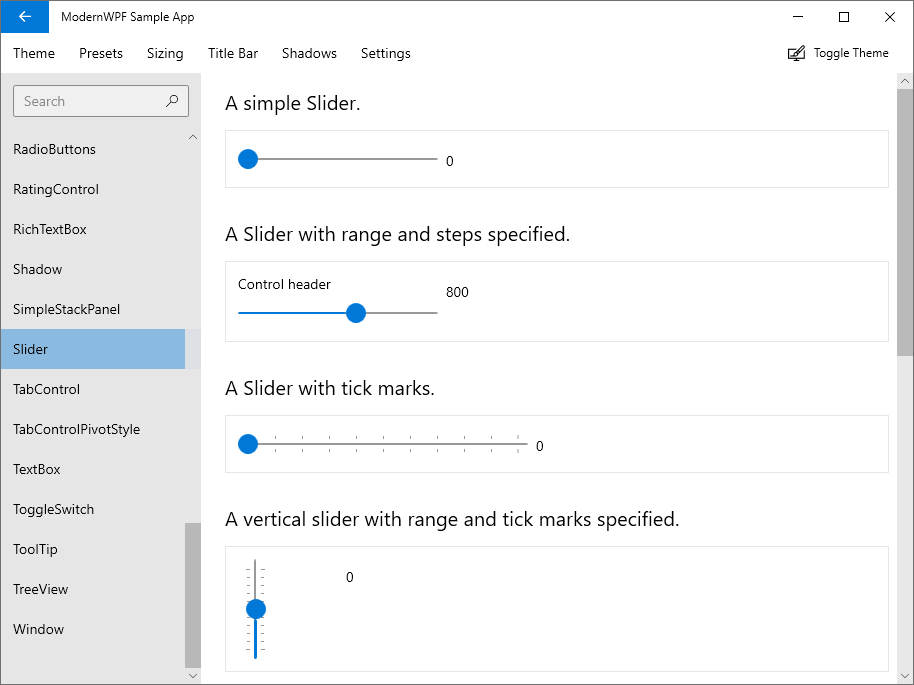 ModernWPF Sample App
Theme Presets Sizing Title Bar Shadows Settings Toggle Theme
Search
RadioButtons
RatingControl
RichTextBox
Shadow
SimpleStackPanel
Slider
TabControl
TabControlPivotStyle
TextBox
ToggleSwitch
ToolTip
TreeView
Window
A simple Slider.
0
A Slider with range and steps specified.
Control header
800
A Slider with tick marks.
0
A vertical slider with range and tick marks specified.
0